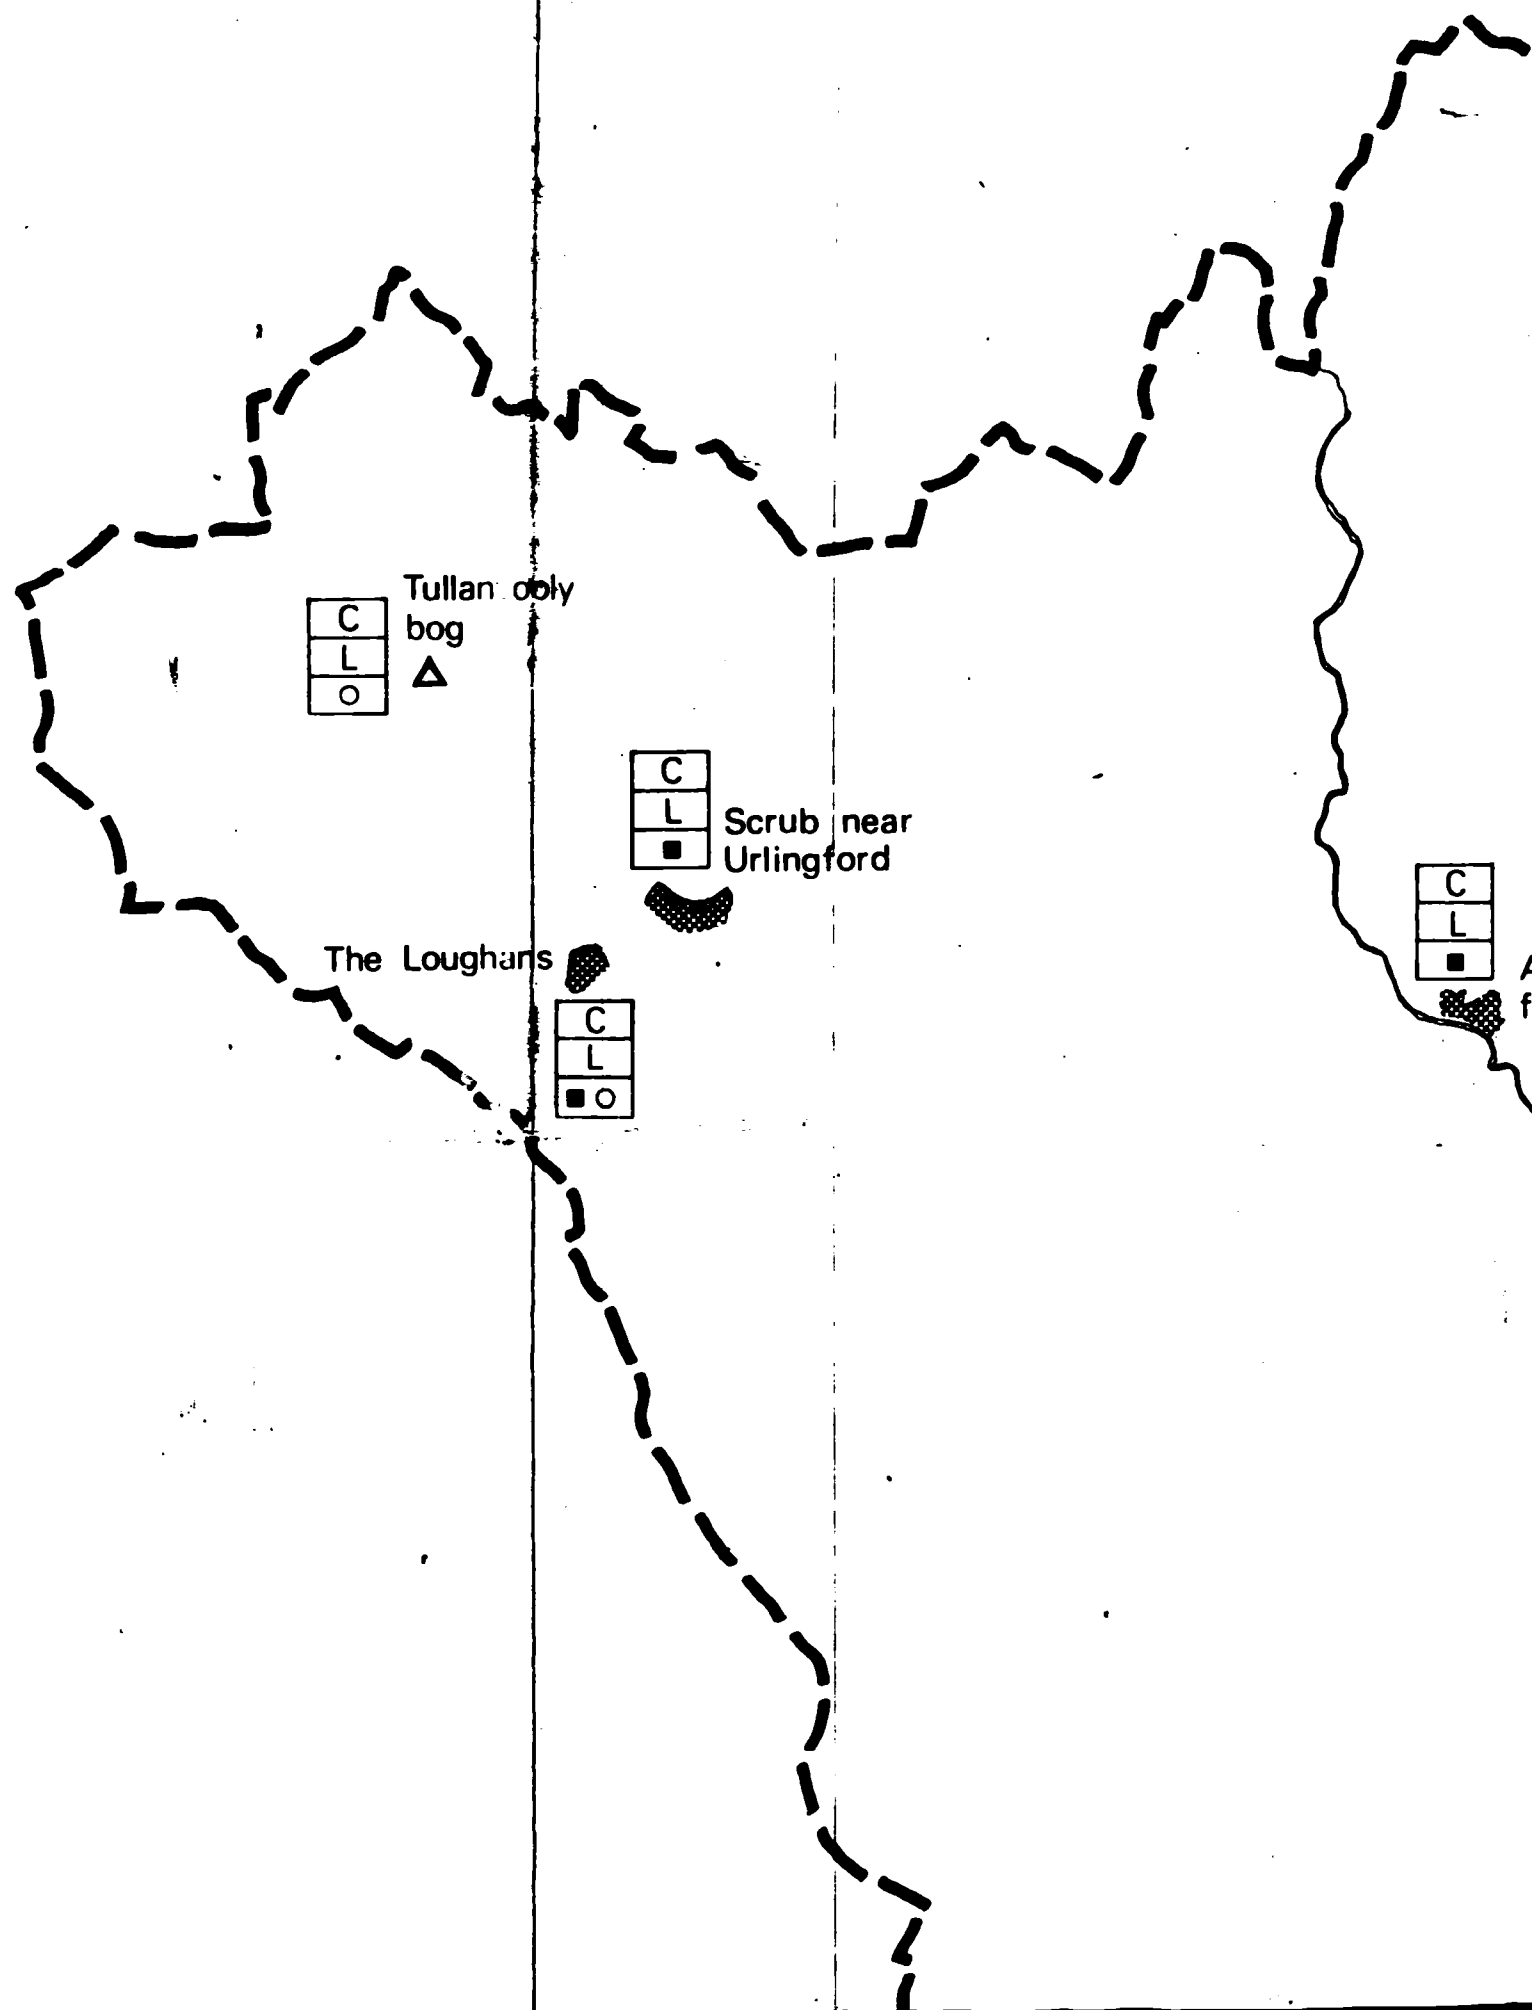 Tullan ooly
bog
C
L
O
C
L
■
Scrub near
Urlingford
The Loughans
C
L
■ O
C
L
■
A
f